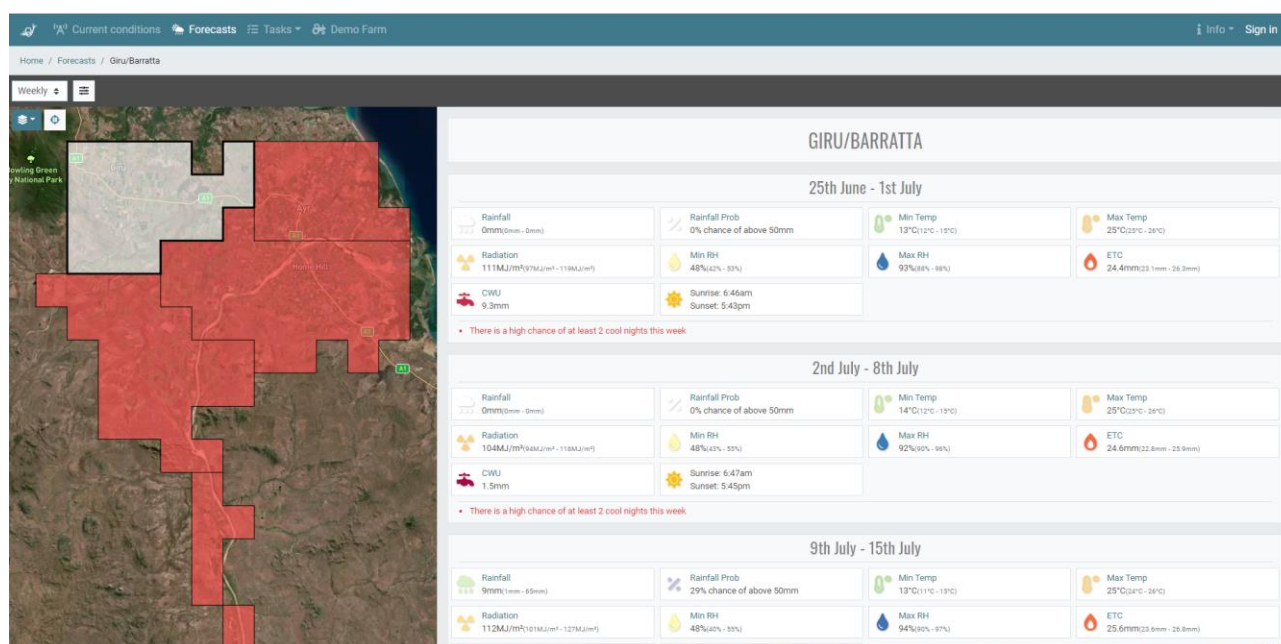 Current conditions Forecasts Tasks Demo Farm Info Sign in
Home / Forecasts / Giru/Barratta
Weekly
A1
National Park
A1
Ayr
A1
Home Hill
A1
GIRU/BARRATTA
25th June - 1st July
Rainfall
0mm(0mm - 0mm)
Rainfall Prob
0% chance of above 50mm
Min Temp
13°C(12°C - 15°C)
Max Temp
25°C(25°C - 26°C)
Radiation
111MJ/m²(97MJ/m² - 119MJ/m²)
Min RH
48%(42% - 53%)
Max RH
93%(88% - 96%)
ETC
24.4mm(23.1mm - 26.3mm)
CWU
9.3mm
Sunrise: 6:46am
Sunset: 5:43pm
There is a high chance of at least 2 cool nights this week
2nd July - 8th July
Rainfall
0mm(0mm - 0mm)
Rainfall Prob
0% chance of above 50mm
Min Temp
14°C(12°C - 15°C)
Max Temp
25°C(25°C - 26°C)
Radiation
104MJ/m²(94MJ/m² - 116MJ/m²)
Min RH
48%(43% - 55%)
Max RH
92%(90% - 96%)
ETC
24.6mm(22.8mm - 25.9mm)
CWU
1.5mm
Sunrise: 6:47am
Sunset: 5:45pm
There is a high chance of at least 2 cool nights this week
9th July - 15th July
Rainfall
9mm(1mm - 65mm)
Rainfall Prob
29% chance of above 50mm
Min Temp
13°C(11°C - 15°C)
Max Temp
25°C(24°C - 26°C)
Radiation
112MJ/m²(101MJ/m² - 127MJ/m²)
Min RH
48%(40% - 55%)
Max RH
94%(90% - 97%)
ETC
25.6mm(23.6mm - 26.8mm)